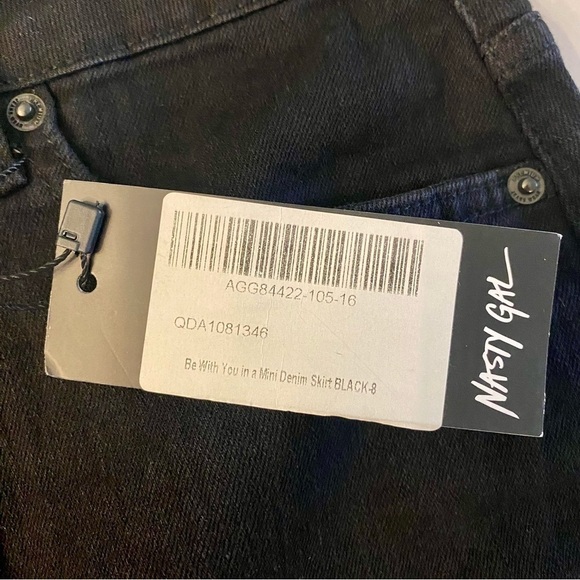 AGG84422-105-16
QDA1081346
Be With You in a Mini Denim Skirt BLACK-8
NASTY GAL